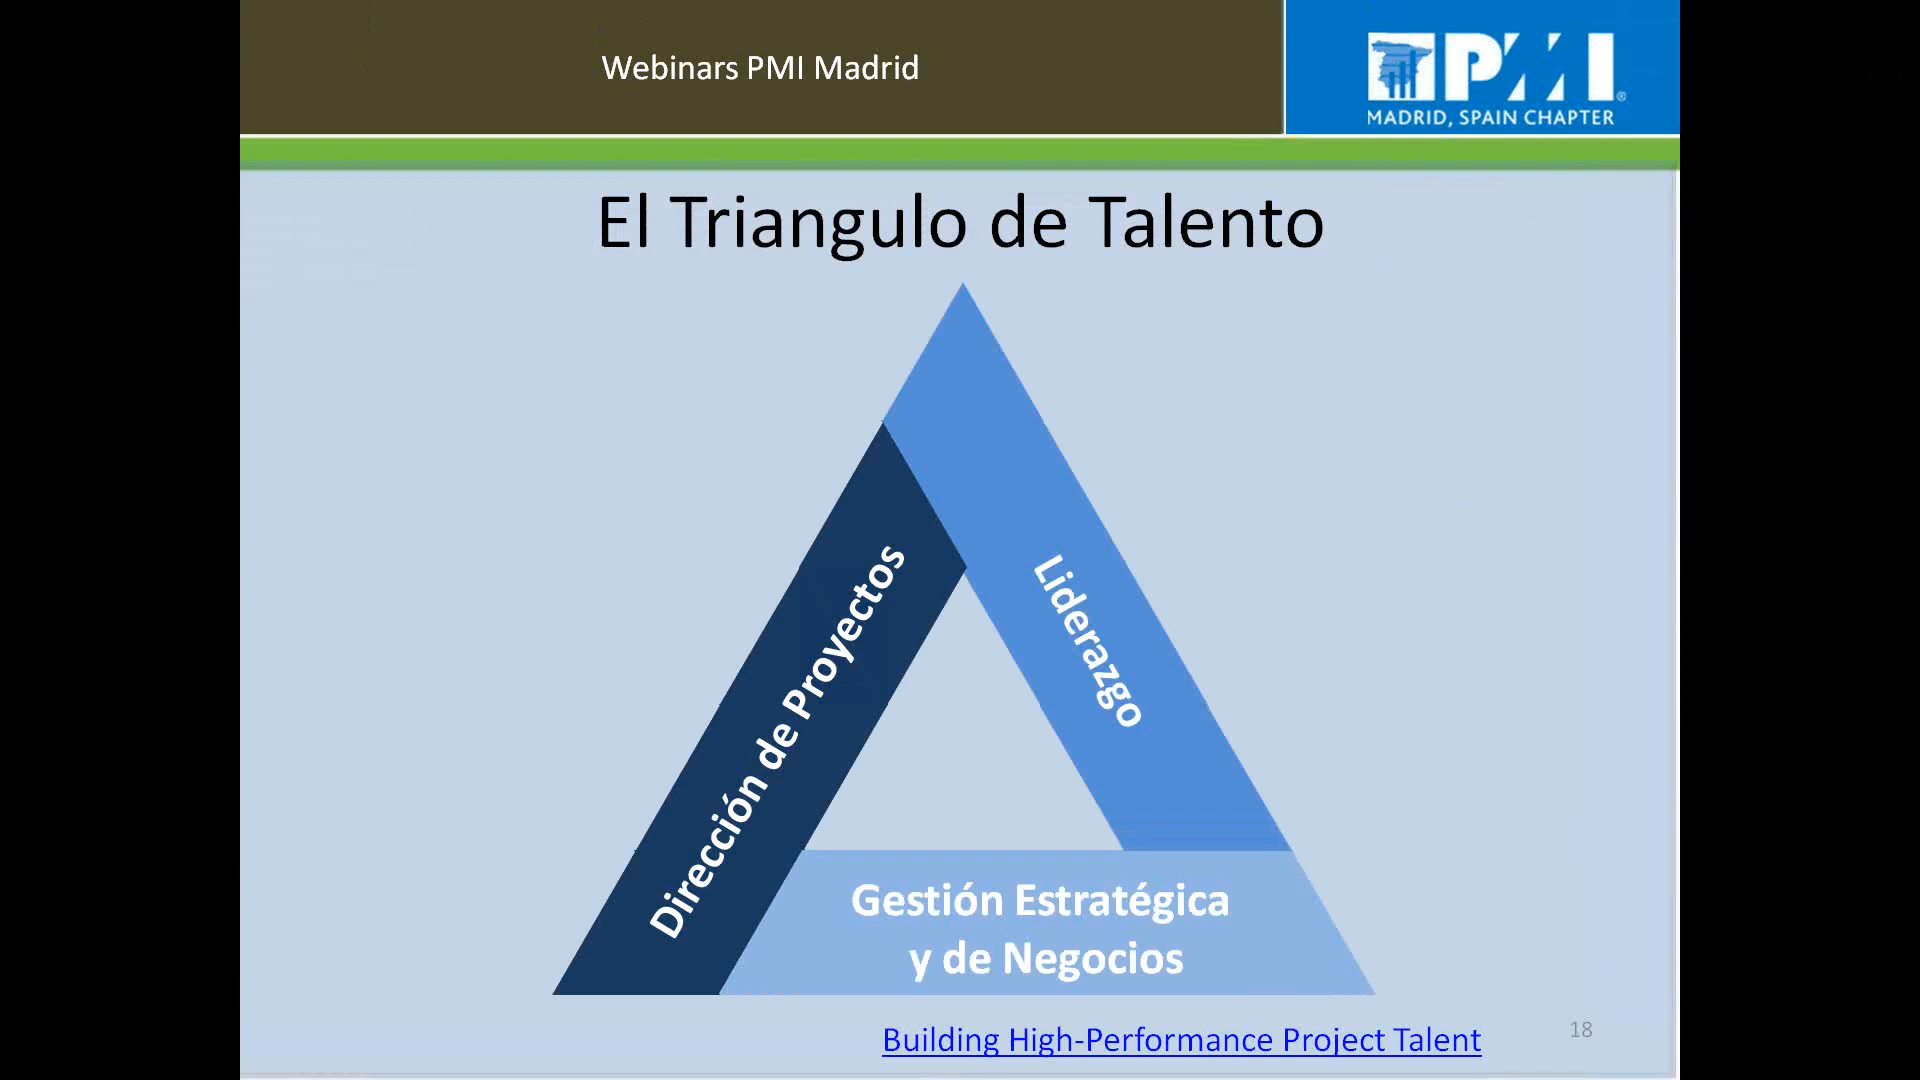 Webinars PMI Madrid
PMI®
MADRID, SPAIN CHAPTER
El Triangulo de Talento
Dirección de Proyectos
Liderazgo
Gestión Estratégica
y de Negocios
Building High-Performance Project Talent
18